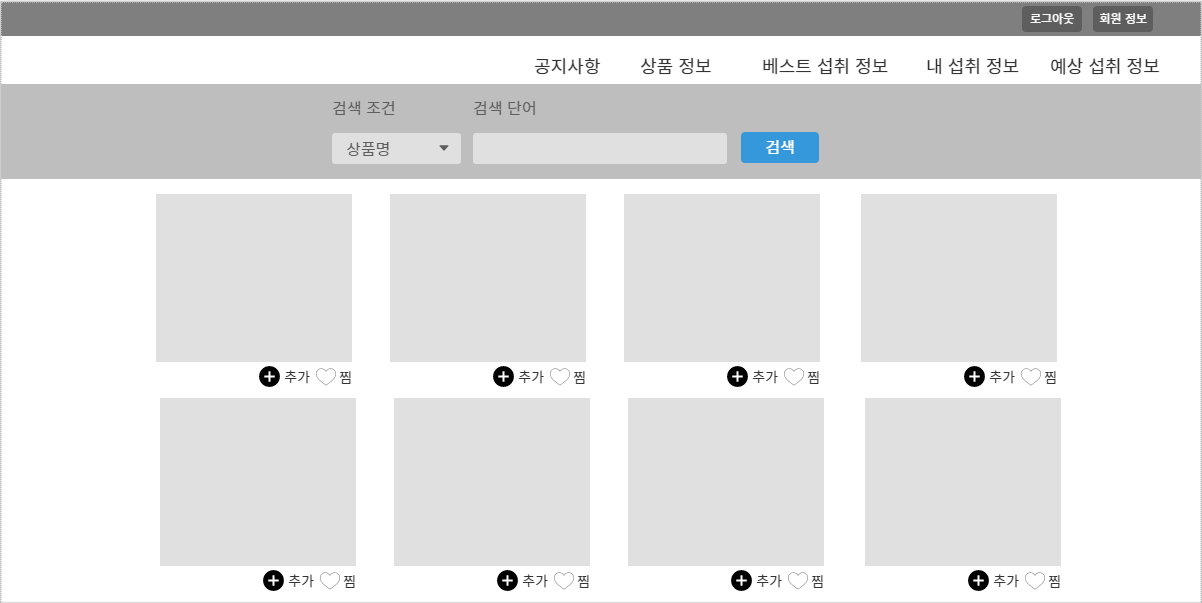 로그아웃 회원 정보
공지사항 상품 정보 베스트 섭취 정보 내 섭취 정보 예상 섭취 정보
검색 조건 검색 단어
상품명 검색
추가 찜 추가 찜 추가 찜 추가 찜
추가 찜 추가 찜 추가 찜 추가 찜